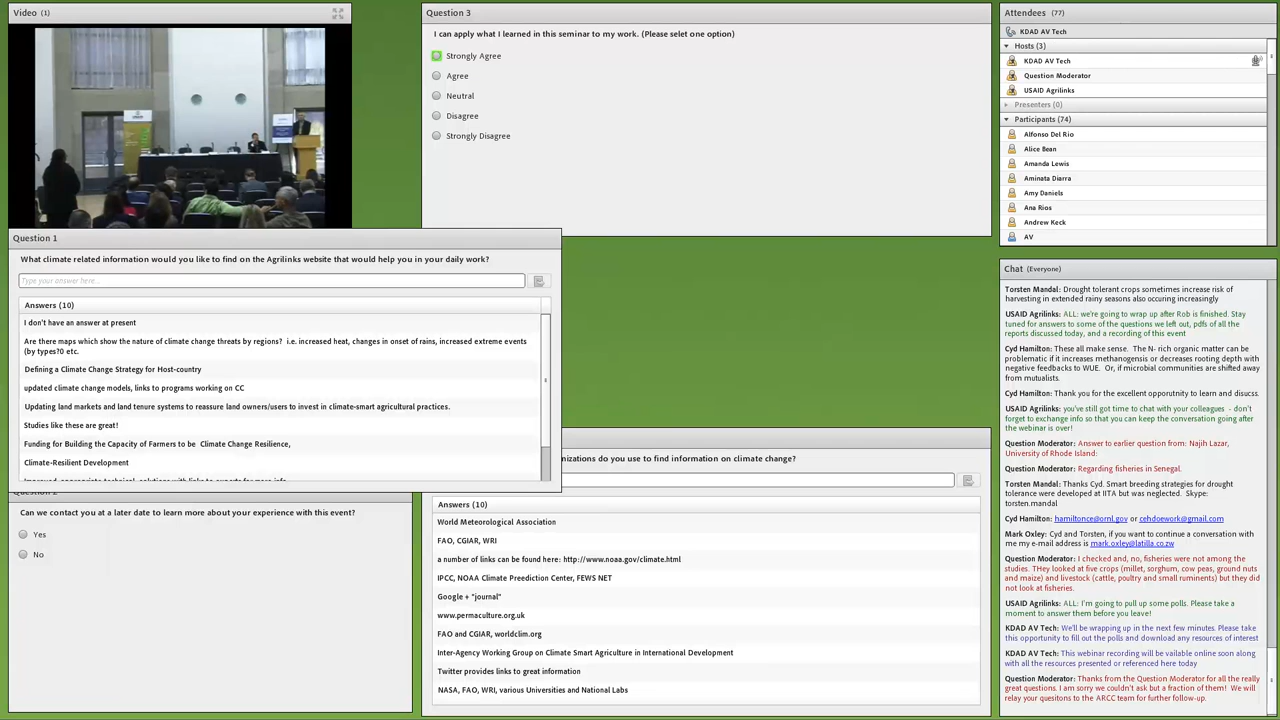 Video (1)
Question 3
I can apply what I learned in this seminar to my work. (Please selet one option)
Strongly Agree
Agree
Neutral
Disagree
Strongly Disagree
Question 1
What climate related information would you like to find on the Agrilinks website that would help you in your daily work?
Type your answer here...
Answers (10)
I don't have an answer at present
Are there maps which show the nature of climate change threats by regions? i.e. increased heat, changes in onset of rains, increased extreme events
(by types?0 etc.
Defining a Climate Change Strategy for Host-country
updated climate change models, links to programs working on CC
Updating land markets and land tenure systems to reassure land owners/users to invest in climate-smart agricultural practices.
Studies like these are great!
Funding for Building the Capacity of Farmers to be Climate Change Resilience,
Climate-Resilient Development
Can we contact you at a later date to learn more about your experience with this event?
Yes
No
nizations do you use to find information on climate change?
Answers (10)
World Meteorological Association
FAO, CGIAR, WRI
a number of links can be found here: http://www.noaa.gov/climate.html
IPCC, NOAA Climate Preediction Center, FEWS NET
Google + "journal"
www.permaculture.org.uk
FAO and CGIAR, worldclim.org
Inter-Agency Working Group on Climate Smart Agriculture in International Development
Twitter provides links to great information
NASA, FAO, WRI, various Universities and National Labs
Attendees (77)
KDAD AV Tech
Hosts (3)
KDAD AV Tech
Question Moderator
USAID Agrilinks
Presenters (0)
Participants (74)
Alfonso Del Rio
Alice Bean
Amanda Lewis
Aminata Diarra
Amy Daniels
Ana Rios
Andrew Keck
AV
Chat (Everyone)
Torsten Mandal: Drought tolerant crops sometimes increase risk of
harvesting in extended rainy seasons also occuring increasingly
USAID Agrilinks: ALL: we're going to wrap up after Rob is finished. Stay
tuned for answers to some of the questions we left out, pdfs of all the
reports discussed today, and a recording of this event
Cyd Hamilton: These all make sense. The N- rich organic matter can be
problematic if it increases methanogensis or decreases rooting depth with
negative feedbacks to WUE. Or, if microbial communities are shifted away
from mutualists.
Cyd Hamilton: Thank you for the excellent opporutnity to learn and discuss.
USAID Agrilinks: you've still got time to chat with your colleagues - don't
forget to exchange info so that you can keep the conversation going after
the webinar is over!
Question Moderator: Answer to earlier question from: Najih Lazar,
University of Rhode Island:
Question Moderator: Regarding fisheries in Senegal.
Torsten Mandal: Thanks Cyd. Smart breeding strategies for drought
tolerance were developed at IITA but was neglected. Skype:
torsten.mandal
Cyd Hamilton: hamiltonce@ornl.gov or cehdoework@gmail.com
Mark Oxley: Cyd and Torsten, if you want to continue a conversation with
me my e-mail address is mark.oxley@latilla.co.zw
Question Moderator: I checked and, no, fisheries were not among the
studies. THey looked at five crops (millet, sorghum, cow peas, ground nuts
and maize) and livestock (cattle, poultry and small ruminents) but they did
not look at fisheries.
USAID Agrilinks: ALL: I'm going to pull up some polls. Please take a
moment to answer them before you leave!
KDAD AV Tech: We'll be wrapping up in the next few minutes. Please take
this opportunity to fill out the polls and download any resources of interest
KDAD AV Tech: This webinar recording will be vailable online soon along
with all the resources presented or referenced here today
Question Moderator: Thanks from the Question Moderator for all the really
great questions. I am sorry we couldn't ask but a fraction of them! We will
relay your quesitons to the ARCC team for further follow-up.